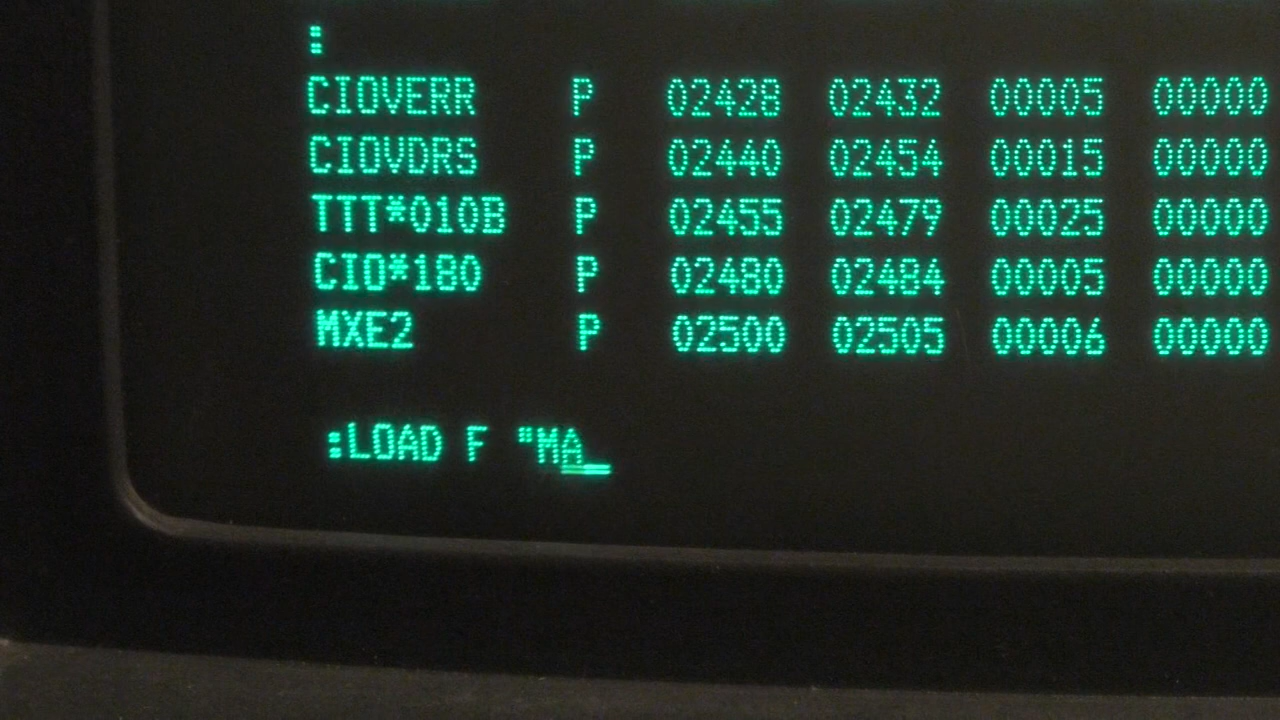 :
CIOVERR P 02428 02432 00005 00000
CIOVDRS P 02440 02454 00015 00000
TTT*010B P 02455 02479 00025 00000
CIO*180 P 02480 02484 00005 00000
MXE2 P 02500 02505 00006 00000
:LOAD F "MA_